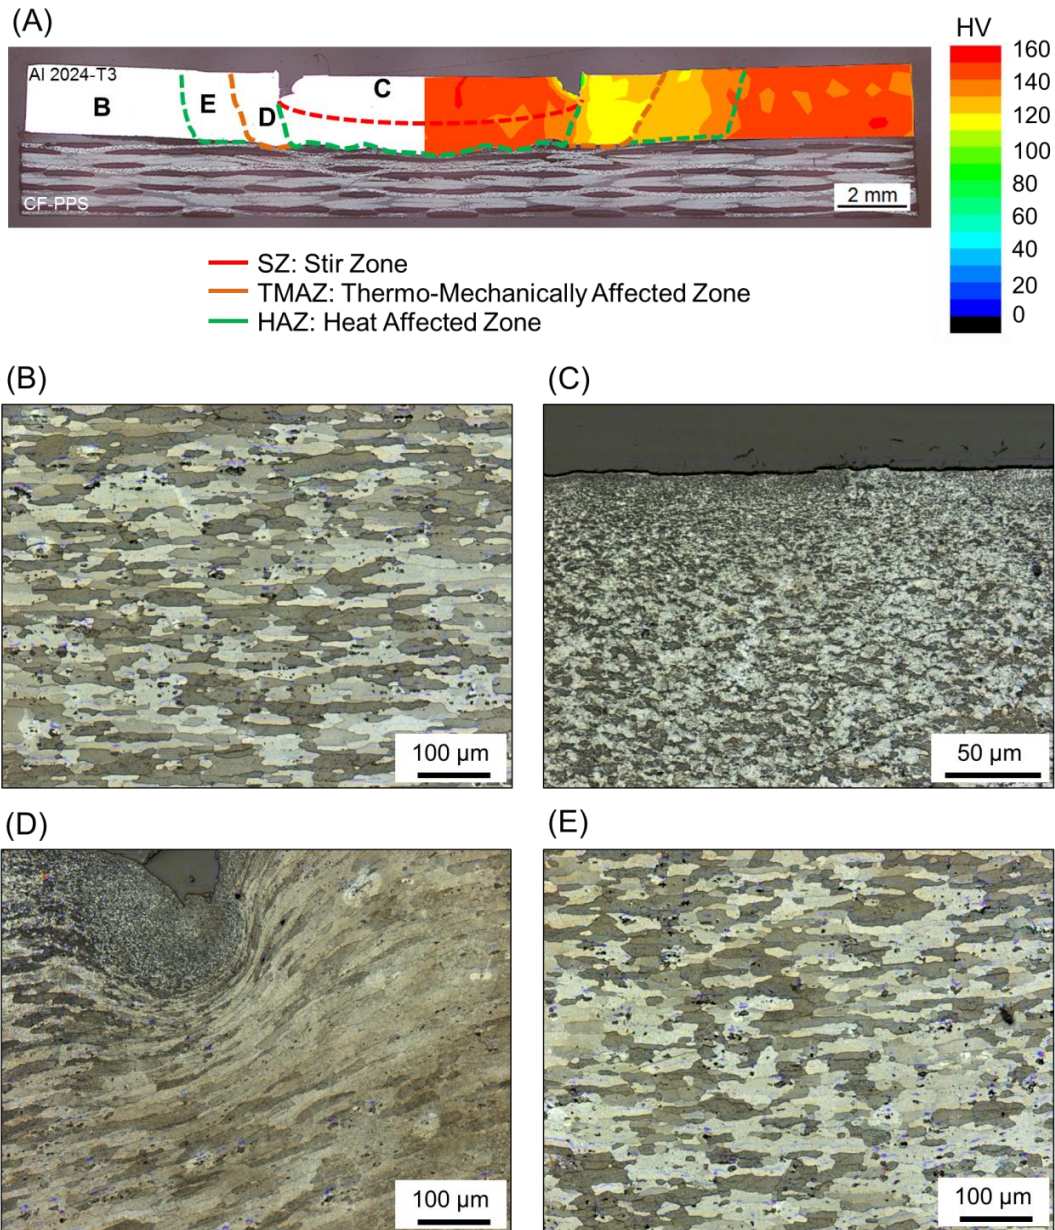 (A)
HV
Al 2024-T3
B
E
D
C
CF-PPS
2 mm
160
140
120
100
80
60
40
20
0
SZ: Stir Zone
TMAZ: Thermo-Mechanically Affected Zone
HAZ: Heat Affected Zone
(B)
(C)
100 µm
50 µm
(D)
(E)
100 µm
100 µm